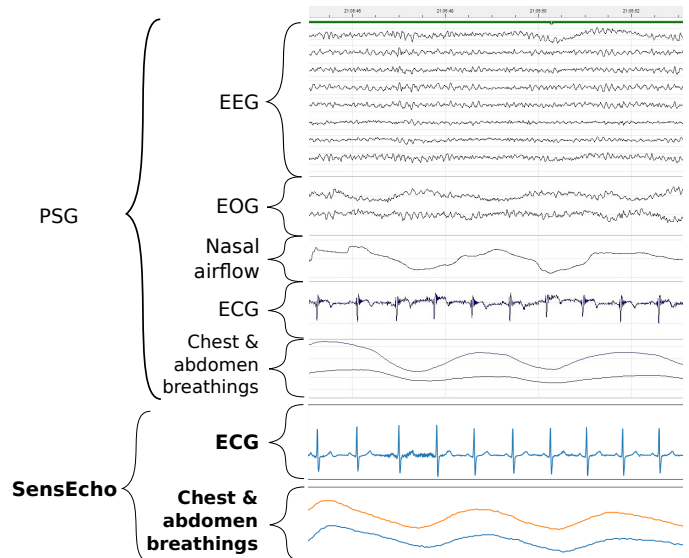 21:05:46 21:05:48 21:05:50 21:05:52
EEG
PSG
EOG
Nasal
airflow
ECG
Chest &
abdomen
breathings
ECG
SensEcho
Chest &
abdomen
breathings